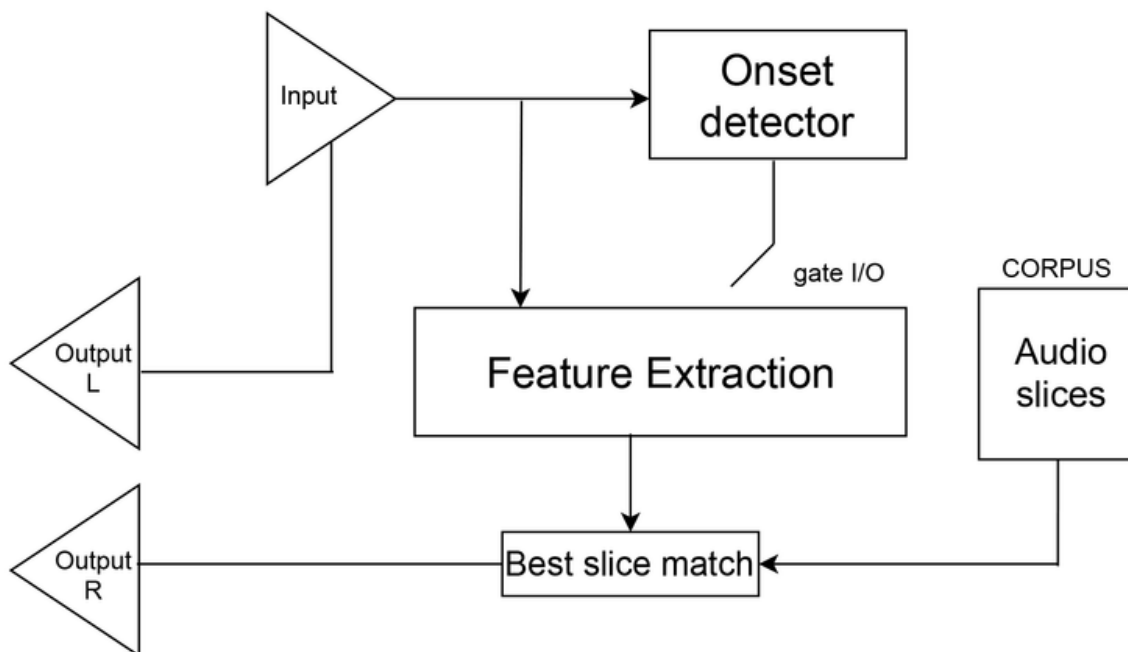 Input
Onset
detector
gate I/O
CORPUS
Output
L
Feature Extraction
Audio
slices
Output
R
Best slice match